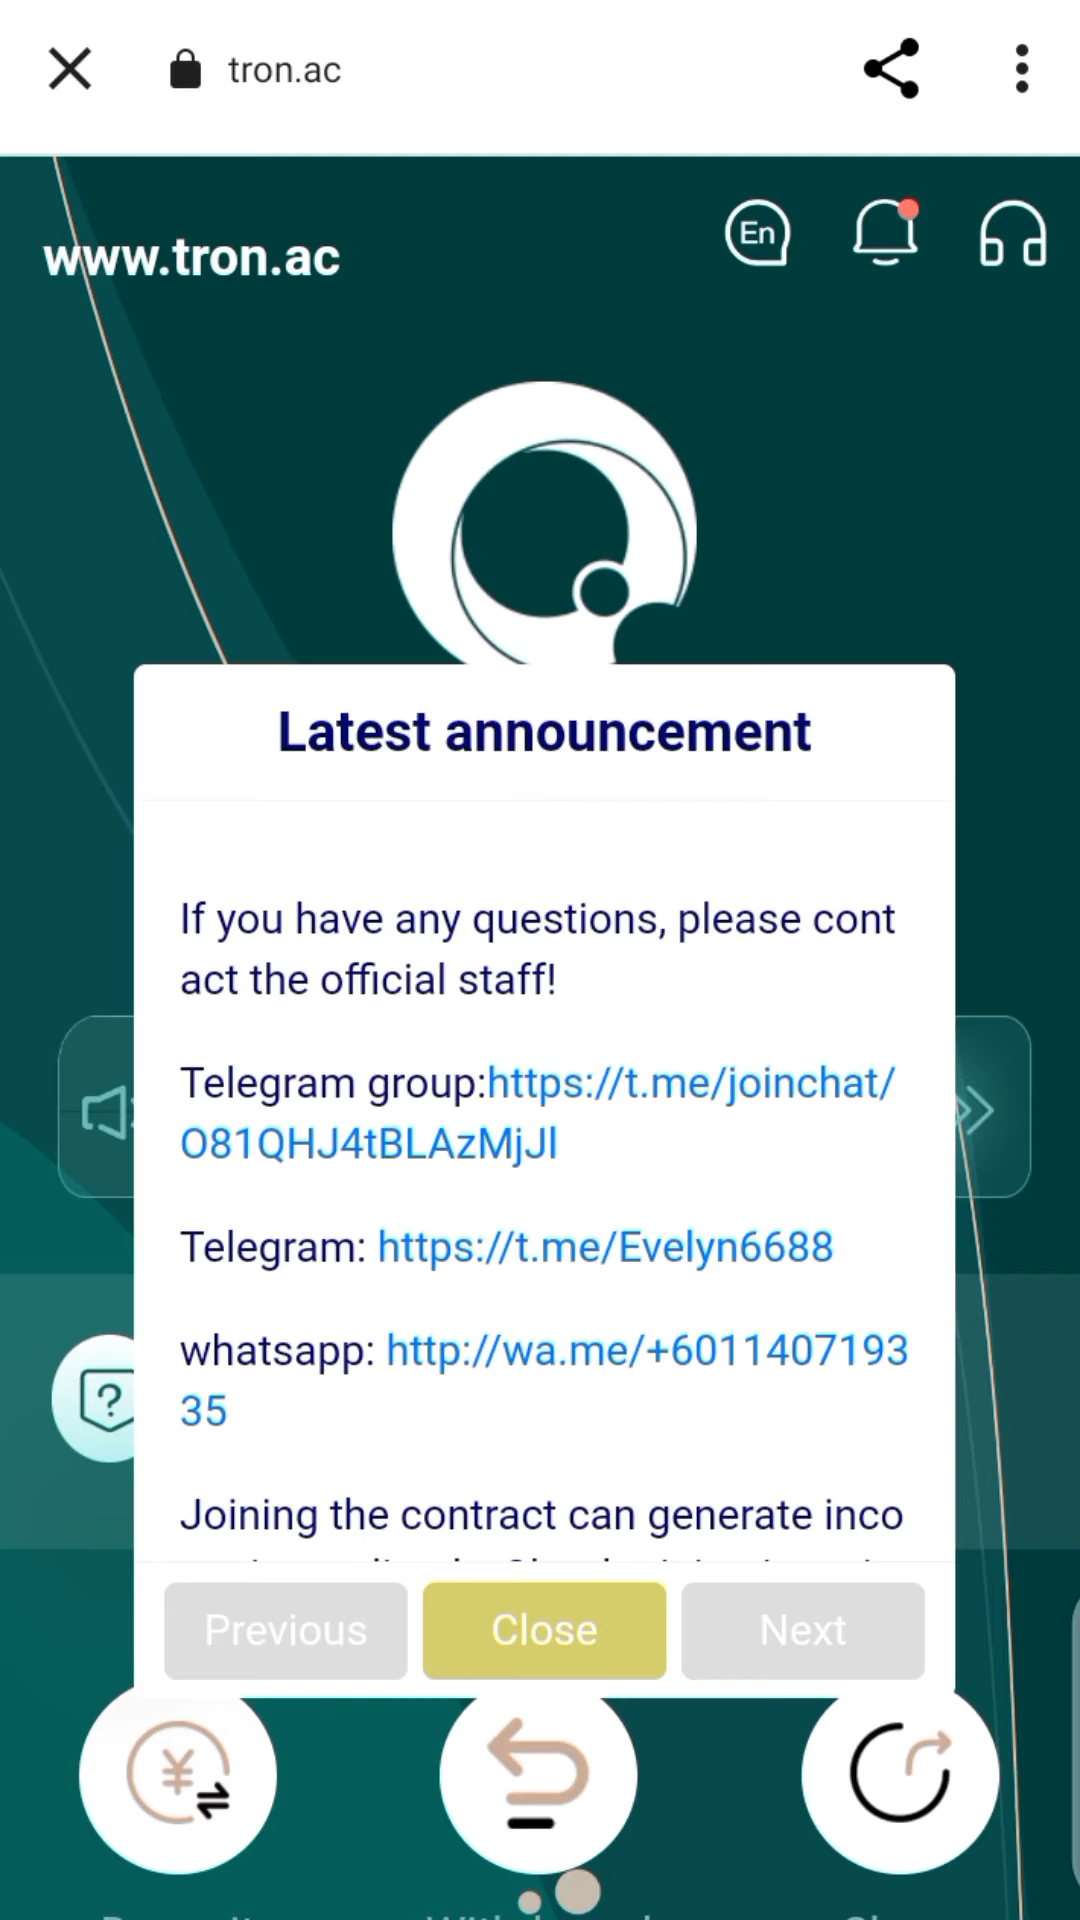 tron.ac
www.tron.ac
En
Latest announcement
If you have any questions, please cont
act the official staff!
Telegram group:https://t.me/joinchat/
O81QHJ4tBLAzMjJl
Telegram: https://t.me/Evelyn6688
whatsapp: http://wa.me/+6011407193
35
Joining the contract can generate inco
Previous
Close
Next